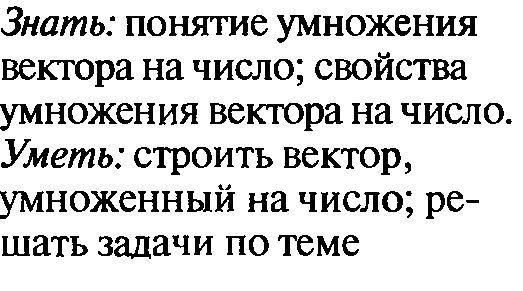 Знать: понятие умножения
вектора на число; свойства
умножения вектора на число.
Уметь: строить вектор,
умноженный на число; ре-
шать задачи по теме